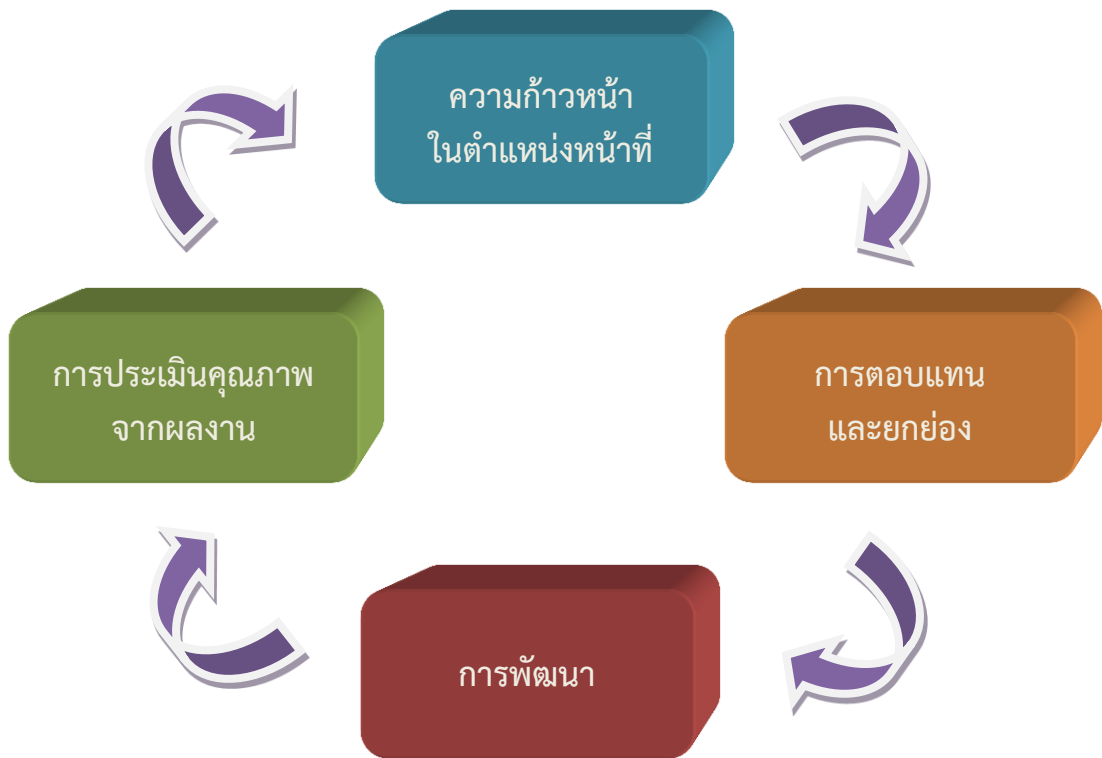 ความก้าวหน้า
ในตำแหน่งหน้าที่
การประเมินคุณภาพ
จากผลงาน
การตอบแทน
และยกย่อง
การพัฒนา